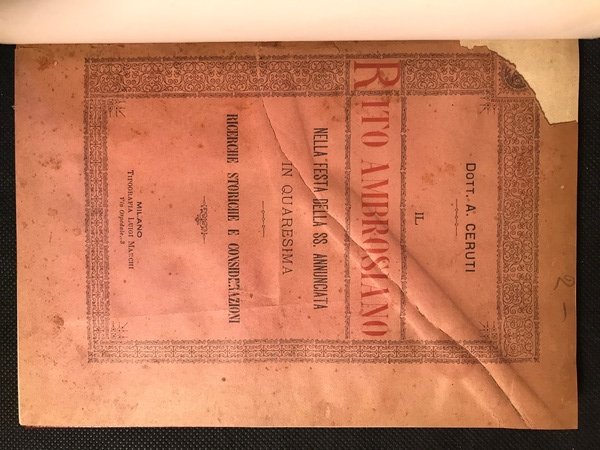 DOTT. A. CERUTI
IL
RITO AMBROSIANO
NELLA FESTA DELLA SS. ANNUNCIATA
IN QUARESIMA
RICERCHE STORICHE E CONSIDERAZIONI
MILANO
TIPOGRAFIA LUIGI MARCHI